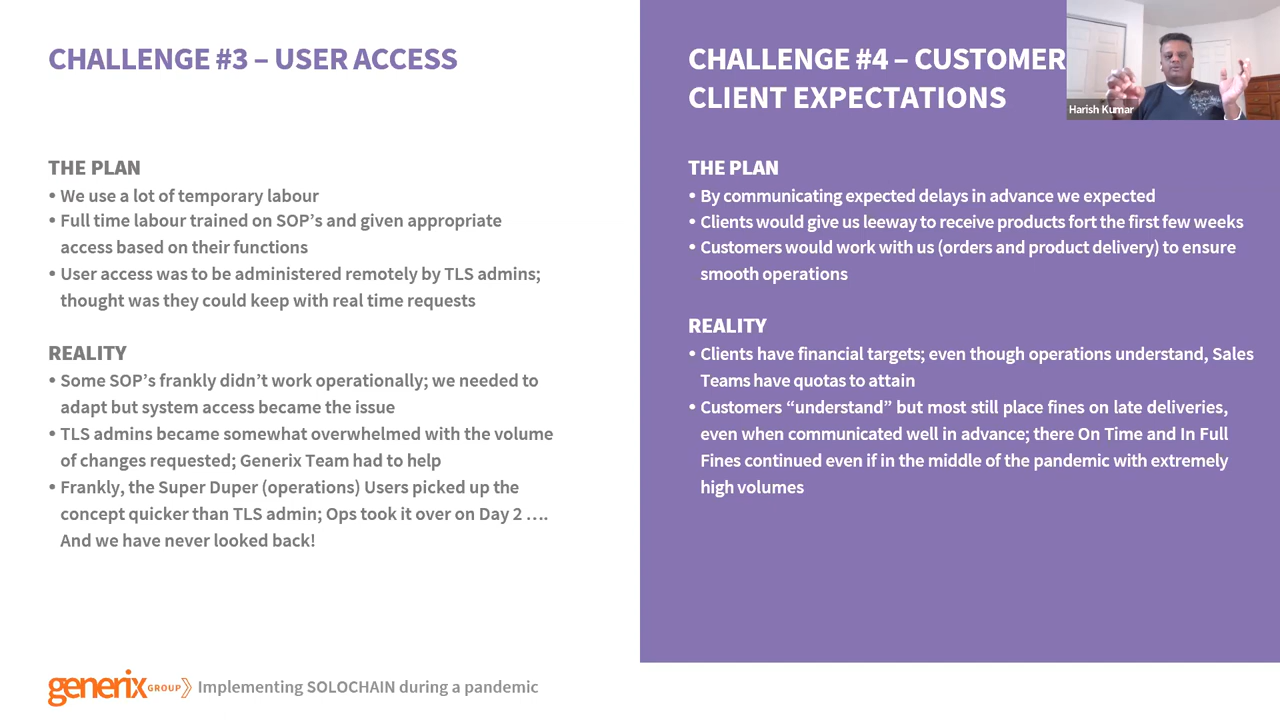 CHALLENGE #3 – USER ACCESS
THE PLAN
• We use a lot of temporary labour
• Full time labour trained on SOP’s and given appropriate
access based on their functions
• User access was to be administered remotely by TLS admins;
thought was they could keep with real time requests
REALITY
• Some SOP’s frankly didn’t work operationally; we needed to
adapt but system access became the issue
• TLS admins became somewhat overwhelmed with the volume
of changes requested; Generix Team had to help
• Frankly, the Super Duper (operations) Users picked up the
concept quicker than TLS admin; Ops took it over on Day 2 ….
And we have never looked back!
CHALLENGE #4 – CUSTOMER
CLIENT EXPECTATIONS
THE PLAN
• By communicating expected delays in advance we expected
• Clients would give us leeway to receive products fort the first few weeks
• Customers would work with us (orders and product delivery) to ensure
smooth operations
REALITY
• Clients have financial targets; even though operations understand, Sales
Teams have quotas to attain
• Customers “understand” but most still place fines on late deliveries,
even when communicated well in advance; there On Time and In Full
Fines continued even if in the middle of the pandemic with extremely
high volumes
Harish Kumar
generix GROUP Implementing SOLOCHAIN during a pandemic